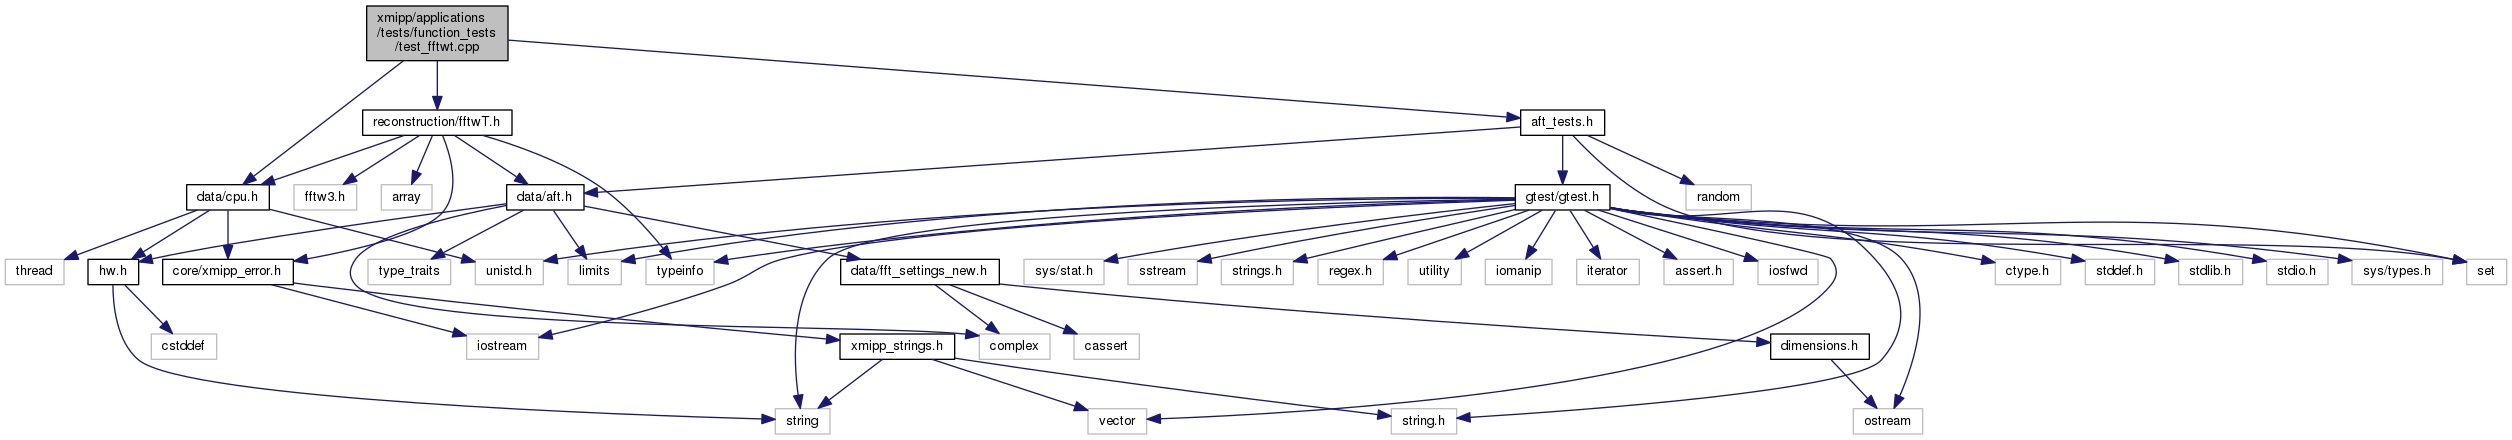 xmipp/applications
/tests/function_tests
/test_fftwt.cpp
reconstruction/fftwT.h
aft_tests.h
data/cpu.h
fftw3.h
array
data/aft.h
gtest/gtest.h
random
thread
hw.h
core/xmipp_error.h
type_traits
unistd.h
limits
typeinfo
data/fft_settings_new.h
sys/stat.h
sstream
strings.h
regex.h
utility
iomanip
iterator
assert.h
iosfwd
ctype.h
stddef.h
stdlib.h
stdio.h
sys/types.h
set
cstddef
iostream
xmipp_strings.h
complex
cassert
dimensions.h
string
vector
string.h
ostream